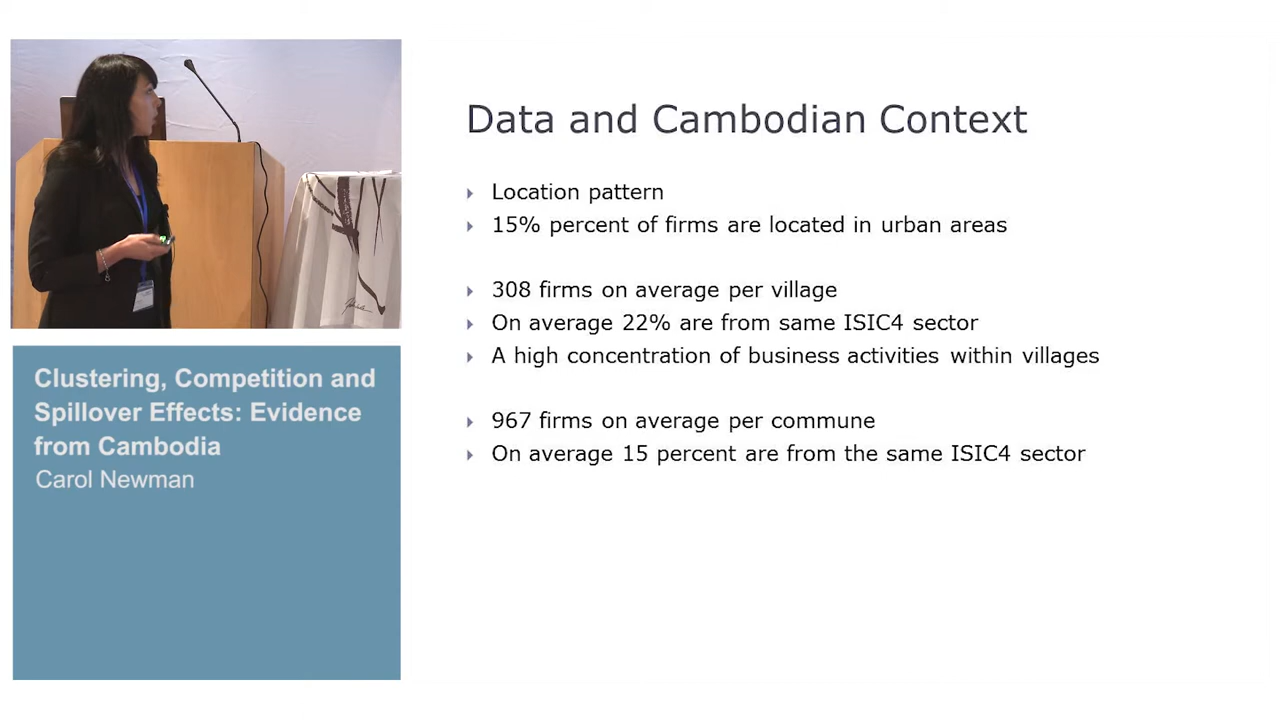 Data and Cambodian Context
Location pattern
15% percent of firms are located in urban areas
308 firms on average per village
On average 22% are from same ISIC4 sector
A high concentration of business activities within villages
967 firms on average per commune
On average 15 percent are from the same ISIC4 sector
Clustering, Competition and
Spillover Effects: Evidence
from Cambodia
Carol Newman